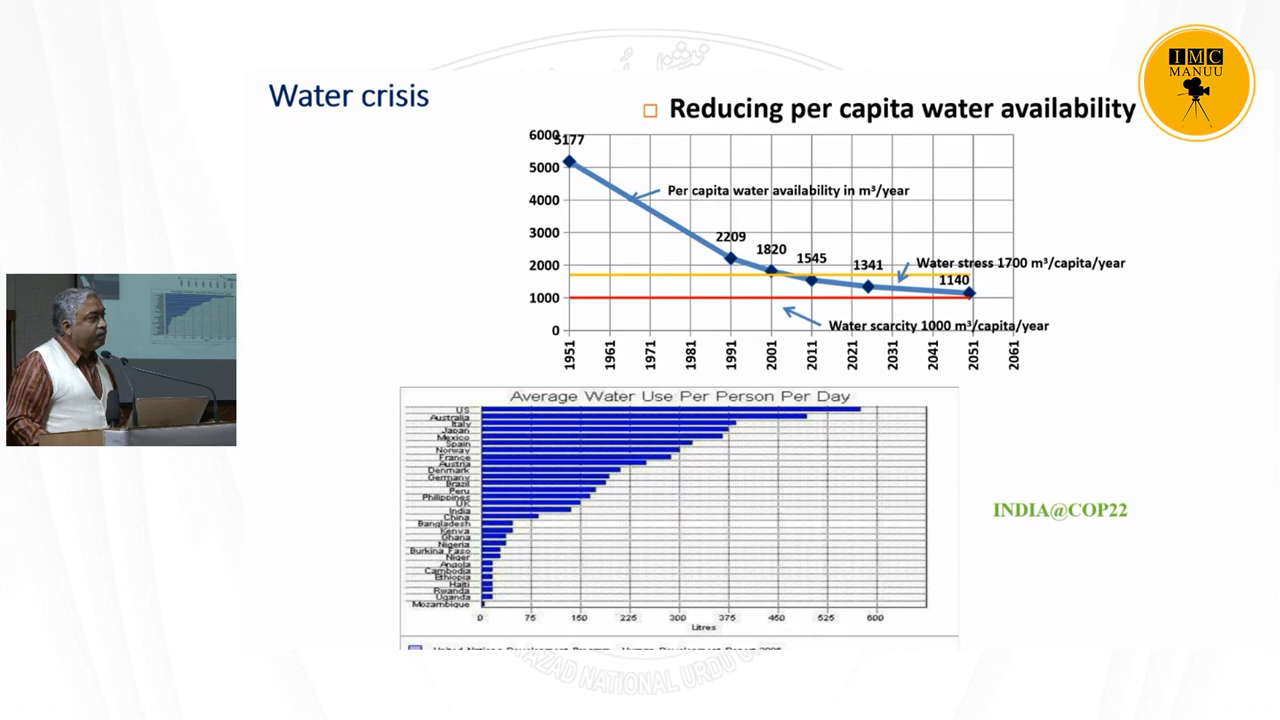 Water crisis
IMC
MANUU
Reducing per capita water availability
6000
5177
5000
Per capita water availability in m³/year
4000
3000
2209
1820
1545
1341
Water stress 1700 m³/capita/year
2000
1140
1000
Water scarcity 1000 m³/capita/year
0
1951 1961 1971 1981 1991 2001 2011 2021 2031 2041 2051 2061
Average Water Use Per Person Per Day
US
Australia
Italy
Japan
Mexico
Spain
Norway
France
Austria
Denmark
Germany
Brazil
Peru
Philippines
UK
India
China
Bangladesh
Kenya
Ghana
Nigeria
Burkina Faso
Niger
Angola
Cambodia
Ethiopia
Haiti
Rwanda
Uganda
Mozambique
0 75 150 225 300 375 450 525 600
Litres
INDIA@COP22
AZAD NATIONAL URDU